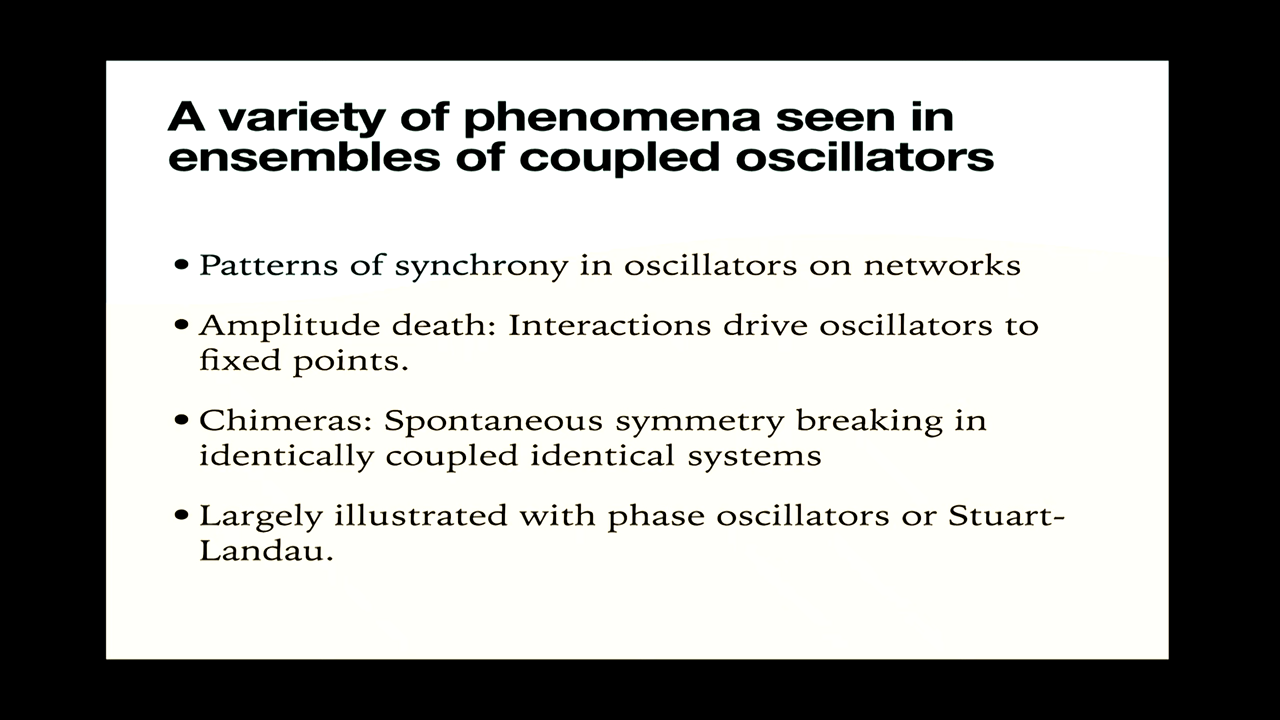 A variety of phenomena seen in
ensembles of coupled oscillators
• Patterns of synchrony in oscillators on networks
• Amplitude death: Interactions drive oscillators to
fixed points.
• Chimeras: Spontaneous symmetry breaking in
identically coupled identical systems
• Largely illustrated with phase oscillators or Stuart-
Landau.